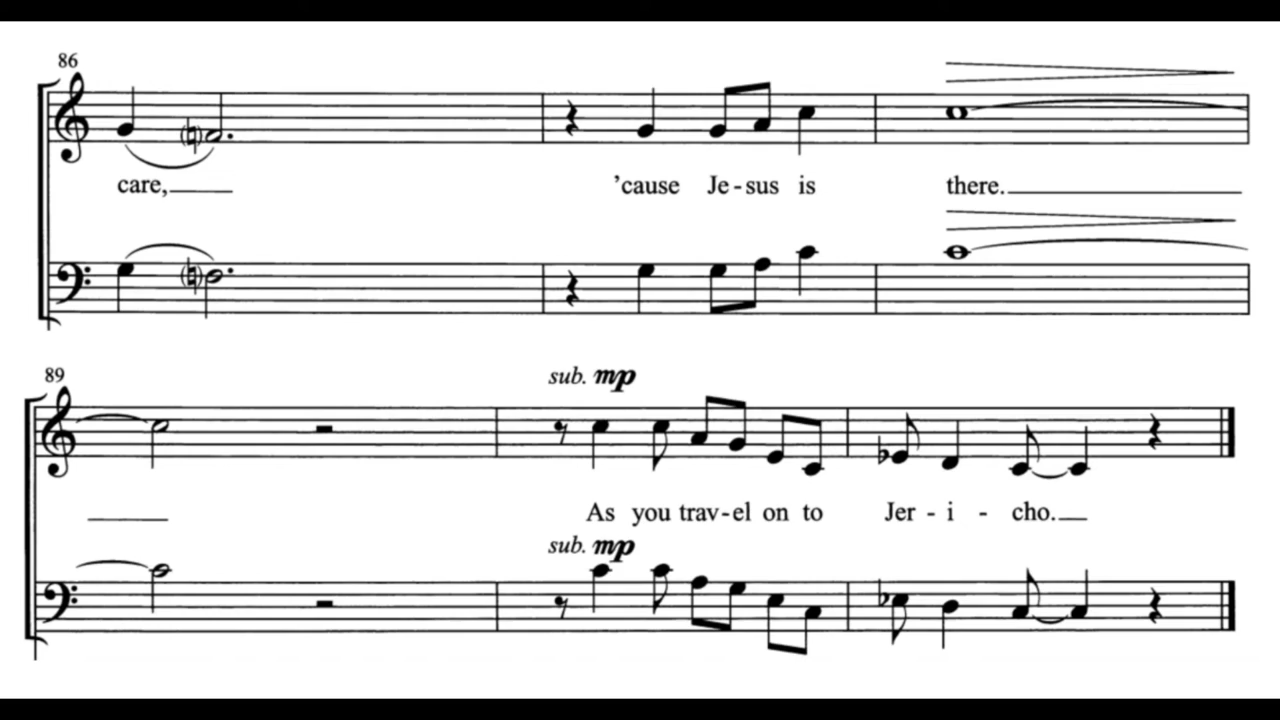 86
care,
’cause Je - sus is
there.
89
sub. mp
As you trav - el on to
Jer - i - cho.
sub. mp